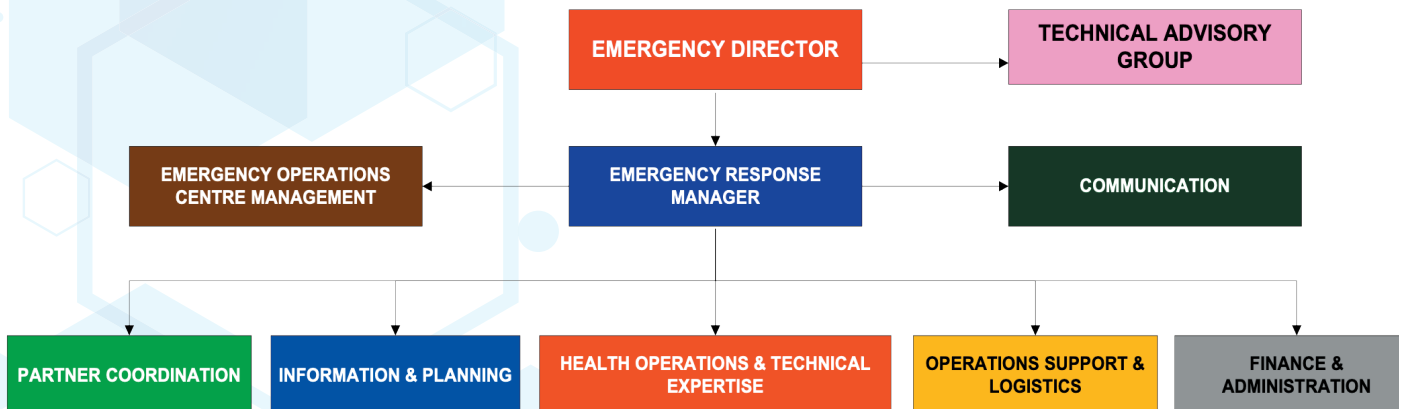 EMERGENCY DIRECTOR
TECHNICAL ADVISORY
GROUP
EMERGENCY OPERATIONS
CENTRE MANAGEMENT
EMERGENCY RESPONSE
MANAGER
COMMUNICATION
PARTNER COORDINATION
INFORMATION & PLANNING
HEALTH OPERATIONS & TECHNICAL
EXPERTISE
OPERATIONS SUPPORT &
LOGISTICS
FINANCE &
ADMINISTRATION